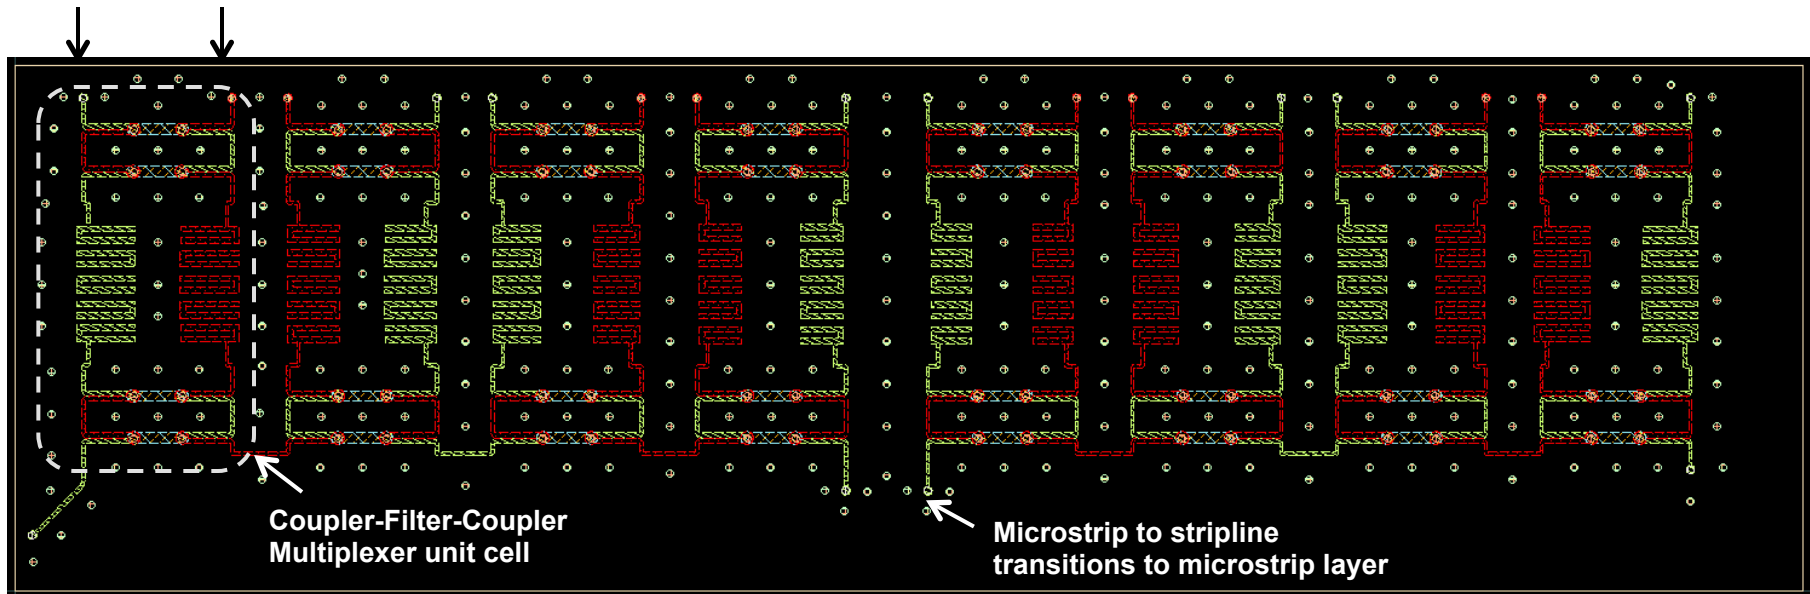 Coupler-Filter-Coupler
Multiplexer unit cell
Microstrip to stripline
transitions to microstrip layer